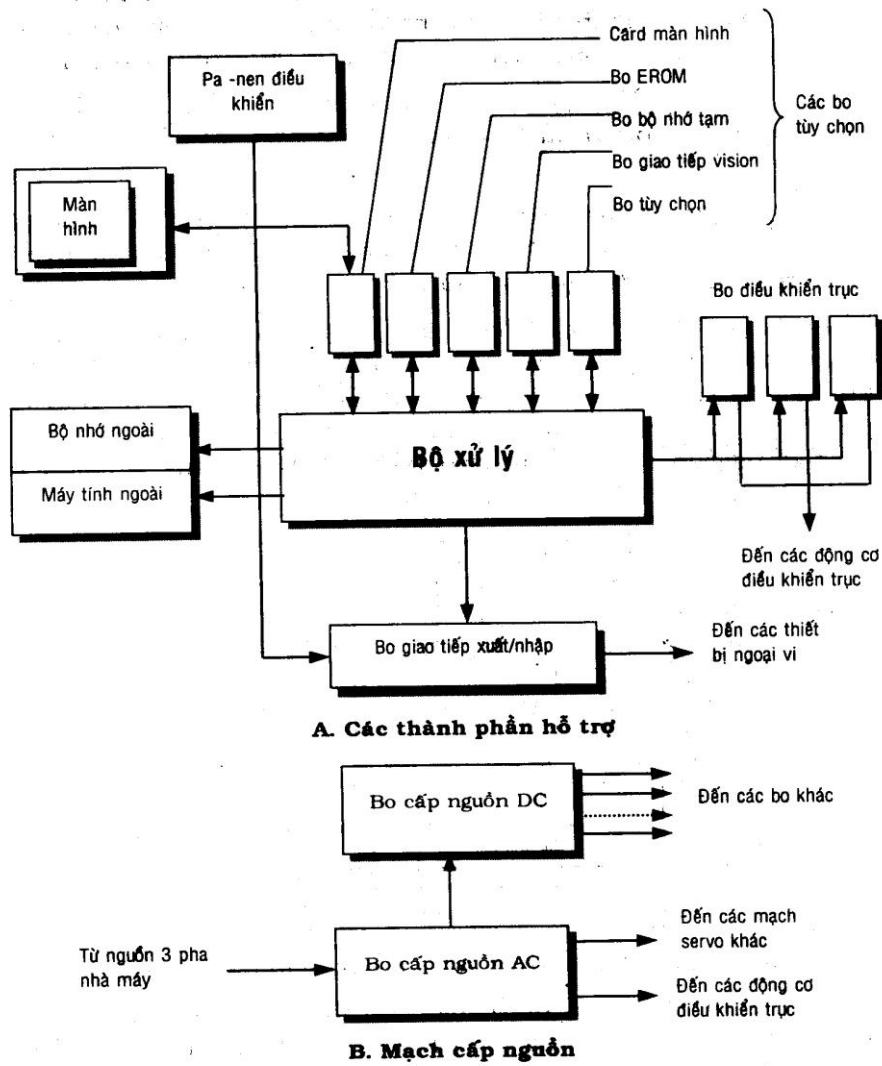 Card màn hình
Pa -nen điều
khiển
Bo EROM
Các bo
tùy chọn
Bo bộ nhớ tạm
Bo giao tiếp vision
Màn
hình
Bo tùy chọn
Bo điều khiển trục
Bộ nhớ ngoài
Bộ xử lý
Máy tính ngoài
Đến các động cơ
điều khiển trục
Bo giao tiếp xuất/nhập
Đến các thiết
bị ngoại vi
A. Các thành phần hỗ trợ
Bo cấp nguồn DC
Đến các bo khác
Đến các mạch
servo khác
Từ nguồn 3 pha
nhà máy
Bo cấp nguồn AC
Đến các động cơ
điều khiển trục
B. Mạch cấp nguồn